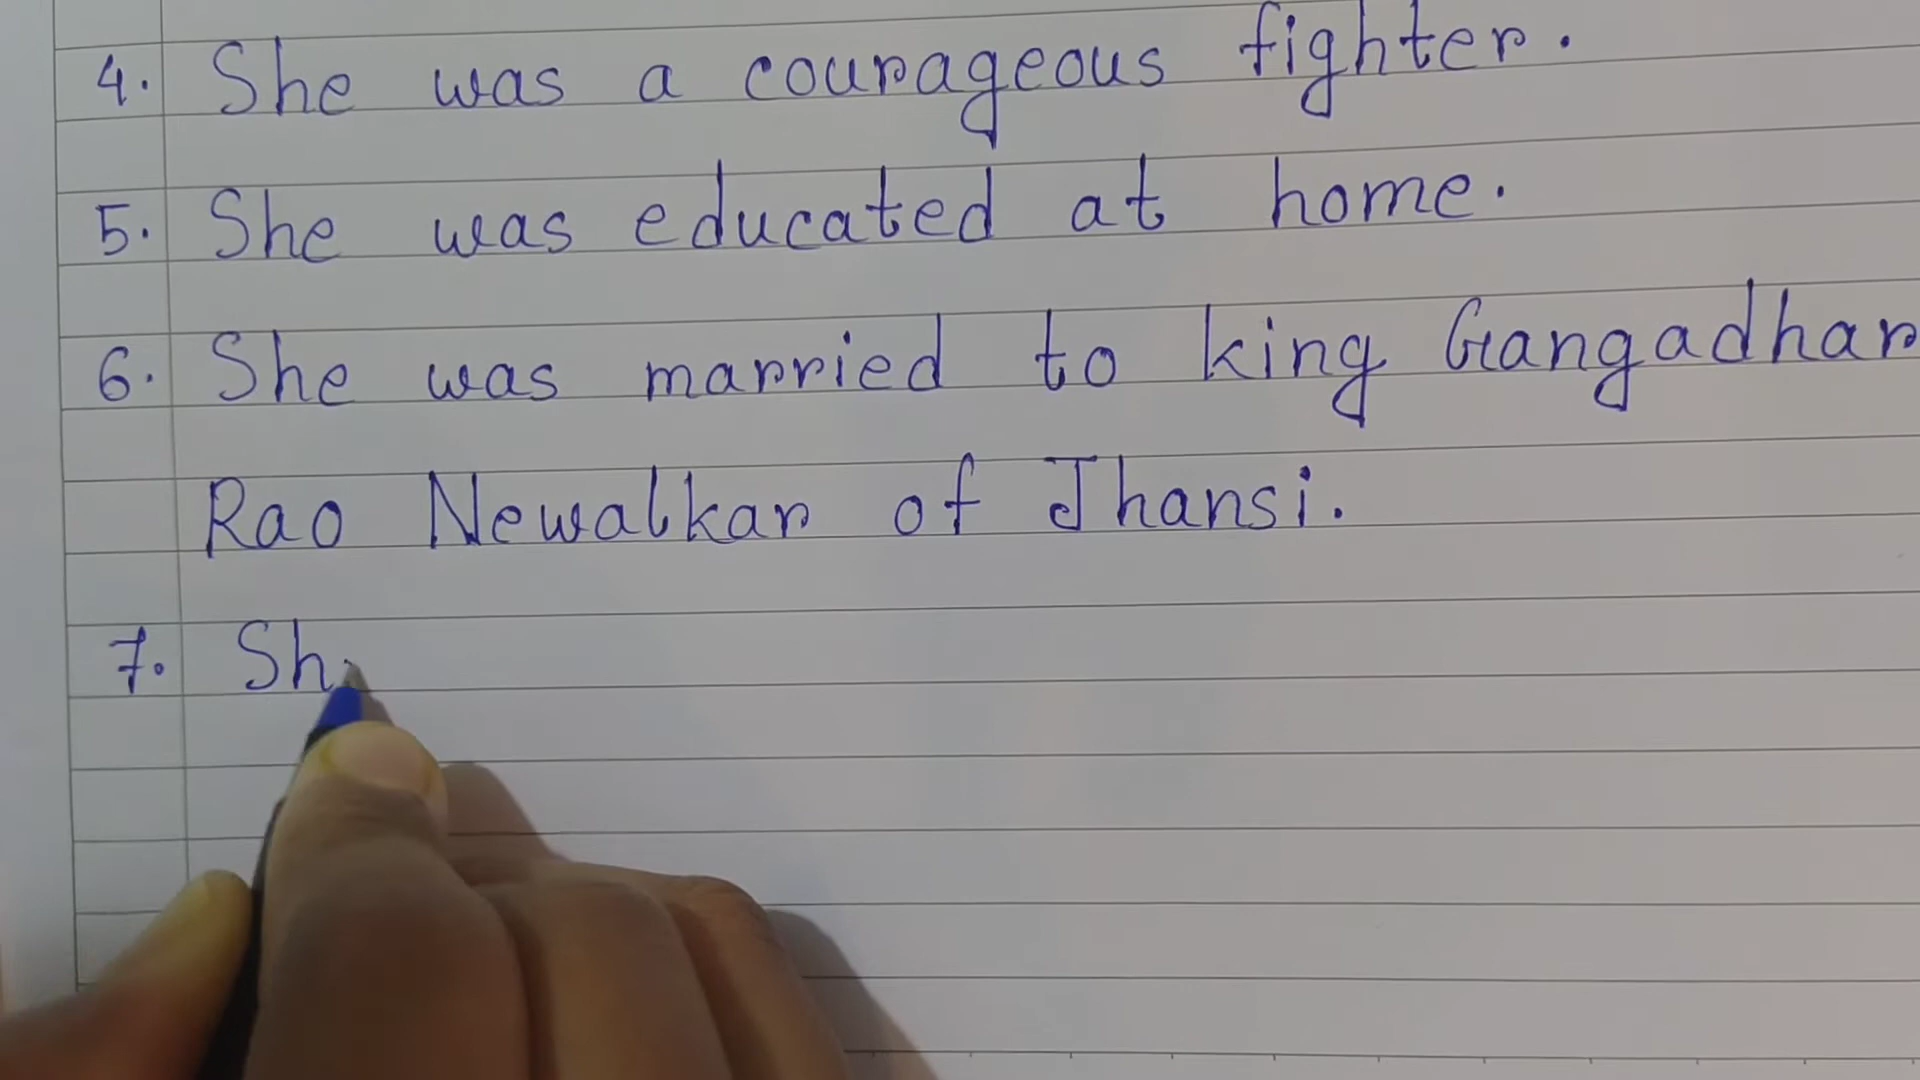 4. She was a courageous fighter.
5. She was educated at home.
6. She was married to king Gangadhar
Rao Newalkar of Jhansi.
7. Sh